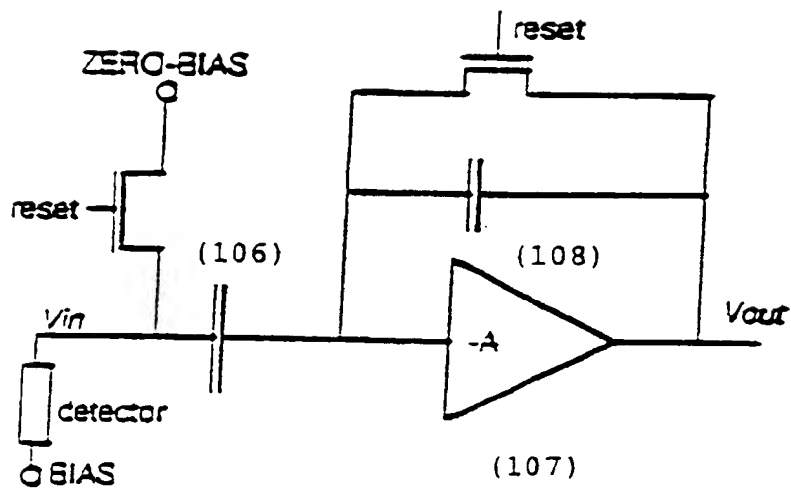 reset
ZERO-BIAS
reset
(106)
(108)
Vin
Vout
-A
detector
BIAS
(107)